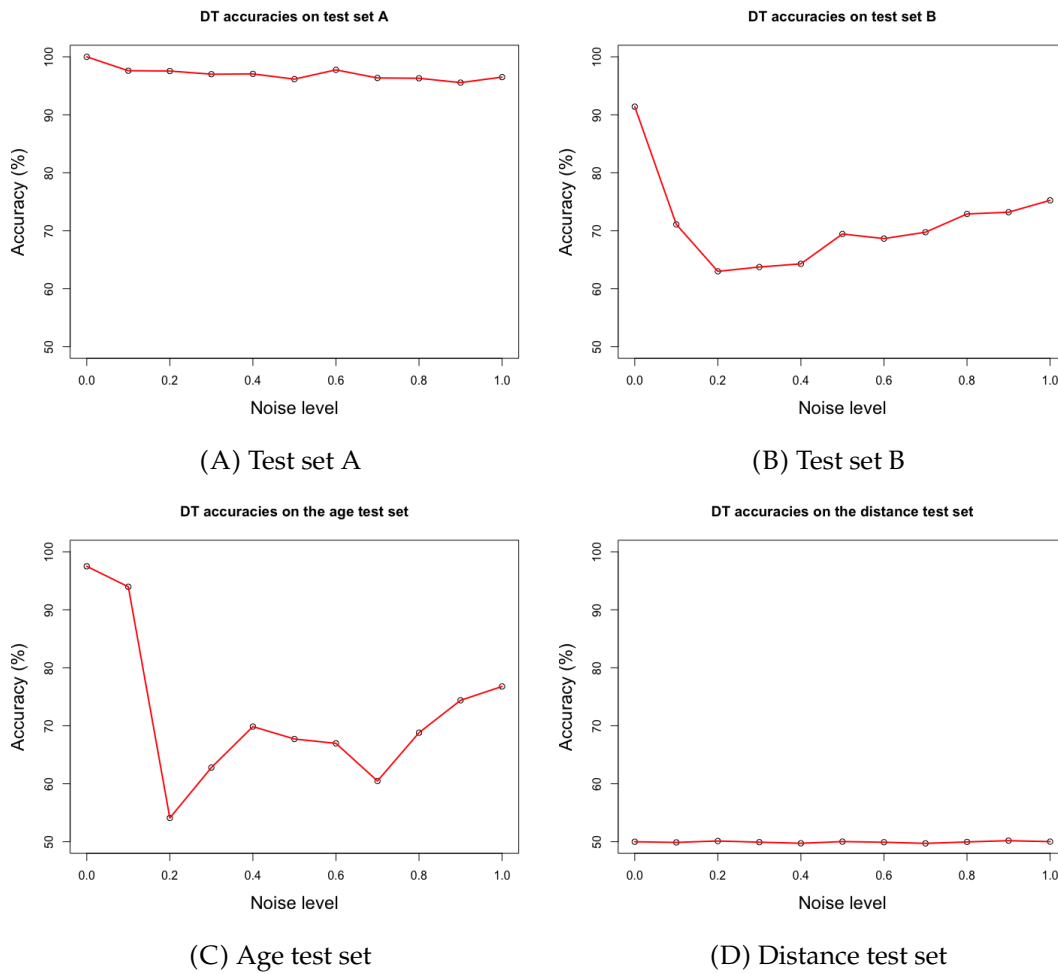 DT accuracies on test set A
Accuracy (%)
100
90
80
70
60
50
0.0 0.2 0.4 0.6 0.8 1.0
Noise level
(A) Test set A
DT accuracies on test set B
Accuracy (%)
100
90
80
70
60
50
0.0 0.2 0.4 0.6 0.8 1.0
Noise level
(B) Test set B
DT accuracies on the age test set
Accuracy (%)
100
90
80
70
60
50
0.0 0.2 0.4 0.6 0.8 1.0
Noise level
(C) Age test set
DT accuracies on the distance test set
Accuracy (%)
100
90
80
70
60
50
0.0 0.2 0.4 0.6 0.8 1.0
Noise level
(D) Distance test set